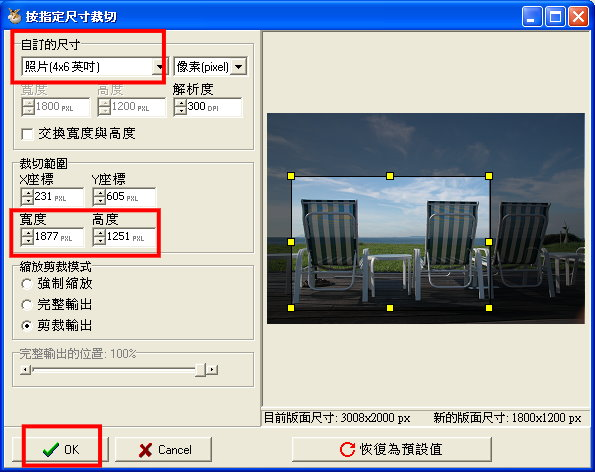 按指定尺寸裁切
自訂的尺寸
照片(4x6英吋) 像素(pixel)
寬度 高度 解析度
1800 PXL 1200 PXL 300 DPI
交換寬度與高度
裁切範圍
X座標 Y座標
231 PXL 605 PXL
寬度 高度
1877 PXL 1251 PXL
縮放剪裁模式
強制縮放
完整輸出
剪裁輸出
完整輸出的位置: 100%
目前版面尺寸: 3008x2000 px 新的版面尺寸: 1800x1200 px
OK Cancel 恢復為預設值